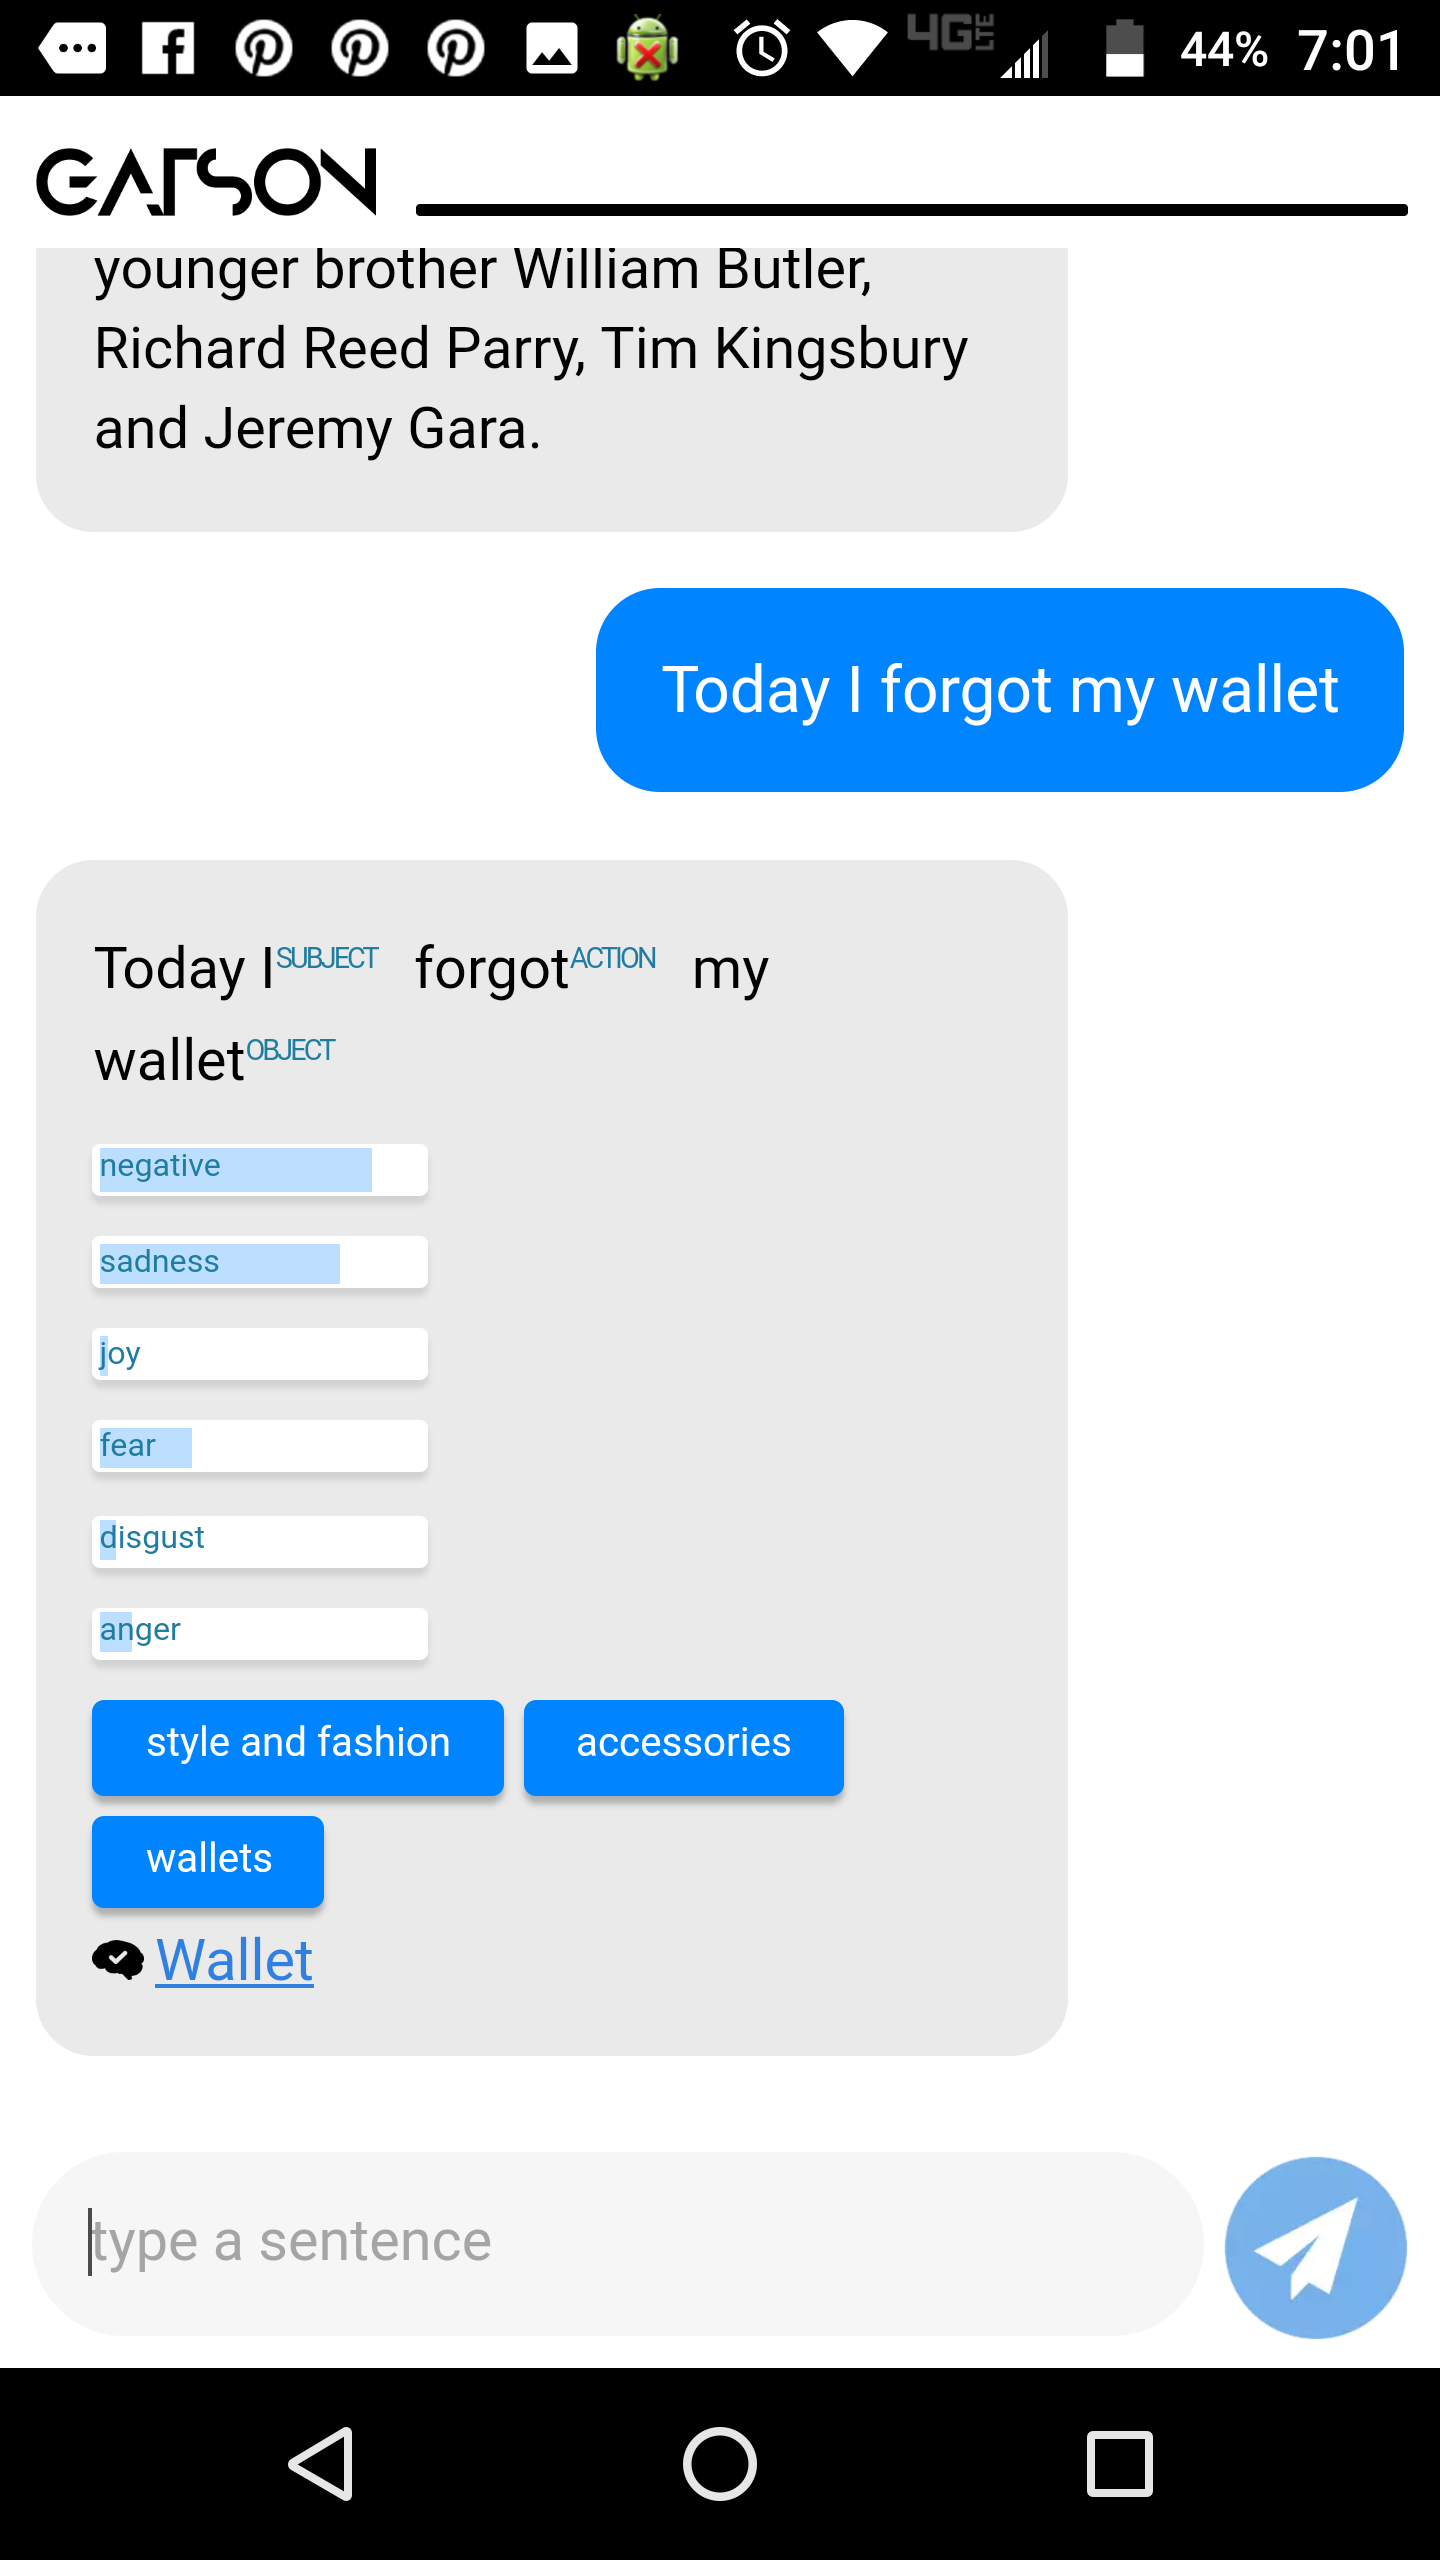 4G LTE 44% 7:01
GATSON
younger brother William Butler,
Richard Reed Parry, Tim Kingsbury
and Jeremy Gara.
Today I forgot my wallet
Today I SUBJECT forgot ACTION my
wallet OBJECT
negative
sadness
joy
fear
disgust
anger
style and fashion accessories
wallets
Wallet
type a sentence